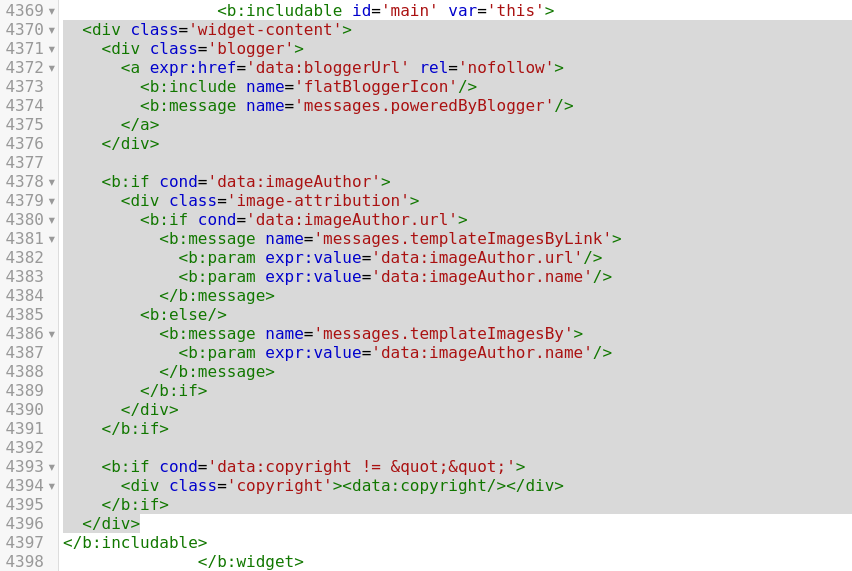 4369 <b:includable id='main' var='this'>
4370 <div class='widget-content'>
4371 <div class='blogger'>
4372 <a expr:href='data:bloggerUrl' rel='nofollow'>
4373 <b:include name='flatBloggerIcon'/>
4374 <b:message name='messages.poweredByBlogger'/>
4375 </a>
4376 </div>
4377
4378 <b:if cond='data:imageAuthor'>
4379 <div class='image-attribution'>
4380 <b:if cond='data:imageAuthor.url'>
4381 <b:message name='messages.templateImagesByLink'>
4382 <b:param expr:value='data:imageAuthor.url'/>
4383 <b:param expr:value='data:imageAuthor.name'/>
4384 </b:message>
4385 <b:else/>
4386 <b:message name='messages.templateImagesBy'>
4387 <b:param expr:value='data:imageAuthor.name'/>
4388 </b:message>
4389 </b:if>
4390 </div>
4391 </b:if>
4392
4393 <b:if cond='data:copyright != &quot;&quot;'>
4394 <div class='copyright'><data:copyright/></div>
4395 </b:if>
4396 </div>
4397 </b:includable>
4398 </b:widget>